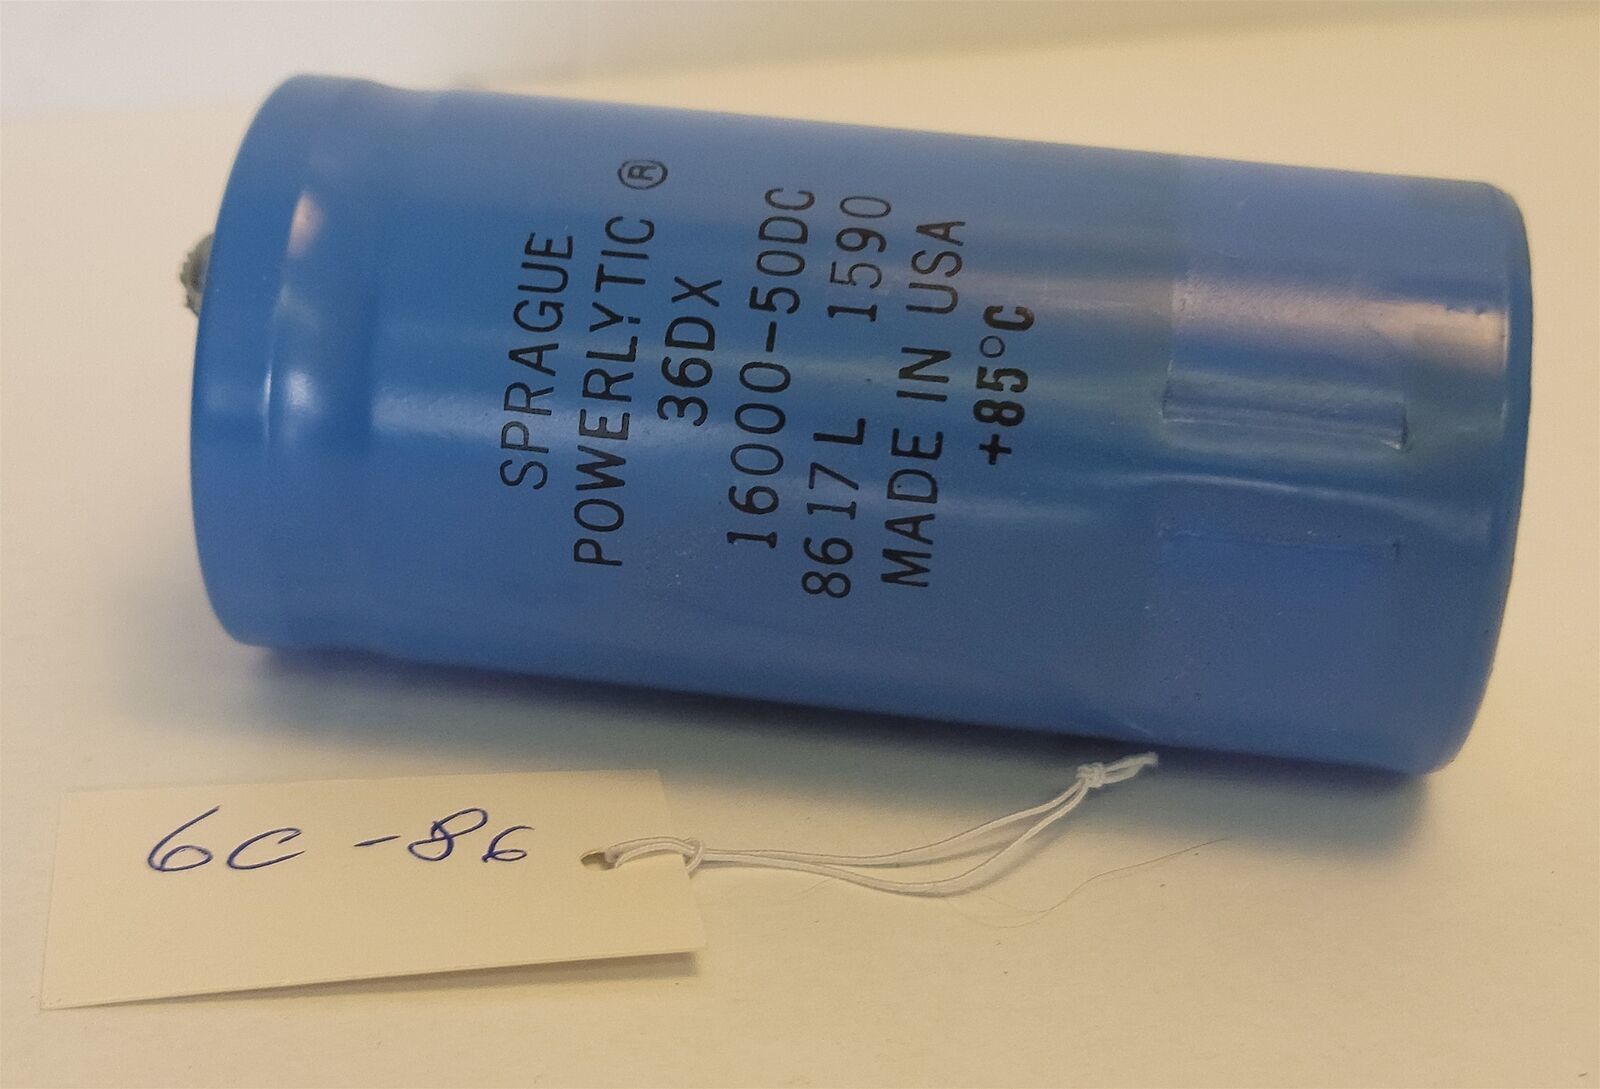 SPRAGUE
POWERLYTIC ®
36DX
16000-50DC
8617L 1590
MADE IN USA
+85°C
6C-86